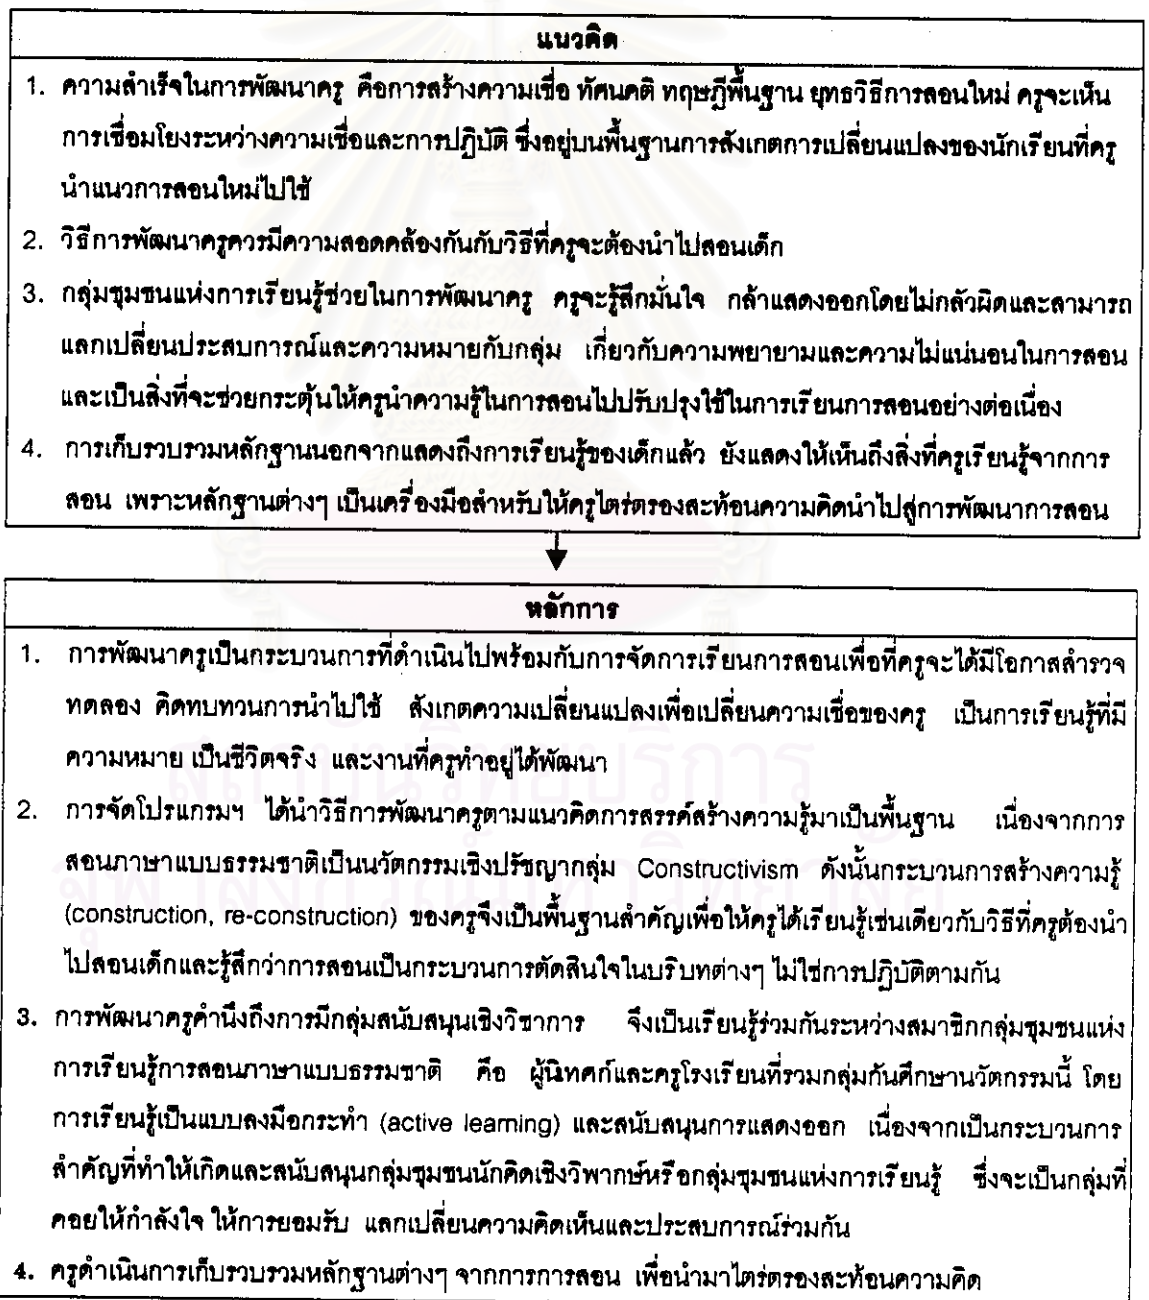 แนวคิด
1. ความสำเร็จในการพัฒนาครู คือการสร้างความเชื่อ ทัศนคติ ทฤษฎีพื้นฐาน ยุทธวิธีการสอนใหม่ ครูจะเห็น
การเชื่อมโยงระหว่างความเชื่อและการปฏิบัติ ซึ่งอยู่บนพื้นฐานการสังเกตการเปลี่ยนแปลงของนักเรียนที่ครู
นำแนวการสอนใหม่ไปใช้
2. วิธีการพัฒนาครูควรมีความสอดคล้องกันกับวิธีที่ครูจะต้องนำไปสอนเด็ก
3. กลุ่มชุมชนแห่งการเรียนรู้ช่วยในการพัฒนาครู ครูจะรู้สึกมั่นใจ กล้าแสดงออกโดยไม่กลัวผิดและสามารถ
แลกเปลี่ยนประสบการณ์และความหมายกับกลุ่ม เกี่ยวกับความพยายามและความไม่แน่นอนในการสอน
และเป็นสิ่งที่จะช่วยกระตุ้นให้ครูนำความรู้ในการสอนไปปรับปรุงใช้ในการเรียนการสอนอย่างต่อเนื่อง
4. การเก็บรวบรวมหลักฐานนอกจากแสดงถึงการเรียนรู้ของเด็กแล้ว ยังแสดงให้เห็นถึงสิ่งที่ครูเรียนรู้จากการ
สอน เพราะหลักฐานต่างๆ เป็นเครื่องมือสำหรับให้ครูไตร่ตรองสะท้อนความคิดนำไปสู่การพัฒนาการสอน
หลักการ
1. การพัฒนาครูเป็นกระบวนการที่ดำเนินไปพร้อมกับการจัดการเรียนการสอนเพื่อที่ครูจะได้มีโอกาสสำรวจ
ทดลอง คิดทบทวนการนำไปใช้ สังเกตความเปลี่ยนแปลงเพื่อเปลี่ยนความเชื่อของครู เป็นการเรียนรู้ที่มี
ความหมาย เป็นชีวิตจริง และงานที่ครูทำอยู่ได้พัฒนา
2. การจัดโปรแกรมฯ ได้นำวิธีการพัฒนาครูตามแนวคิดการสรรค์สร้างความรู้มาเป็นพื้นฐาน เนื่องจากการ
สอนภาษาแบบธรรมชาติเป็นนวัตกรรมเชิงปรัชญากลุ่ม Constructivism ดังนั้นกระบวนการสร้างความรู้
(construction, re-construction) ของครูจึงเป็นพื้นฐานสำคัญเพื่อให้ครูได้เรียนรู้เช่นเดียวกับวิธีที่ครูต้องนำ
ไปสอนเด็กและรู้สึกว่าการสอนเป็นกระบวนการตัดสินใจในบริบทต่างๆ ไม่ใช่การปฏิบัติตามกัน
3. การพัฒนาครูคำนึงถึงการมีกลุ่มสนับสนุนเชิงวิชาการ จึงเป็นเรียนรู้ร่วมกันระหว่างสมาชิกกลุ่มชุมชนแห่ง
การเรียนรู้การสอนภาษาแบบธรรมชาติ คือ ผู้นิเทศก์และครูโรงเรียนที่รวมกลุ่มกันศึกษานวัตกรรมนี้ โดย
การเรียนรู้เป็นแบบลงมือกระทำ (active learning) และสนับสนุนการแสดงออก เนื่องจากเป็นกระบวนการ
สำคัญที่ทำให้เกิดและสนับสนุนกลุ่มชุมชนนักคิดเชิงวิพากษ์หรือกลุ่มชุมชนแห่งการเรียนรู้ ซึ่งจะเป็นกลุ่มที่
คอยให้กำลังใจ ให้การยอมรับ แลกเปลี่ยนความคิดเห็นและประสบการณ์ร่วมกัน
4. ครูดำเนินการเก็บรวบรวมหลักฐานต่างๆ จากการการสอน เพื่อนำมาไตร่ตรองสะท้อนความคิด
สถาบันวิทยบริการ
จุฬาลงกรณ์มหาวิทยาลัย